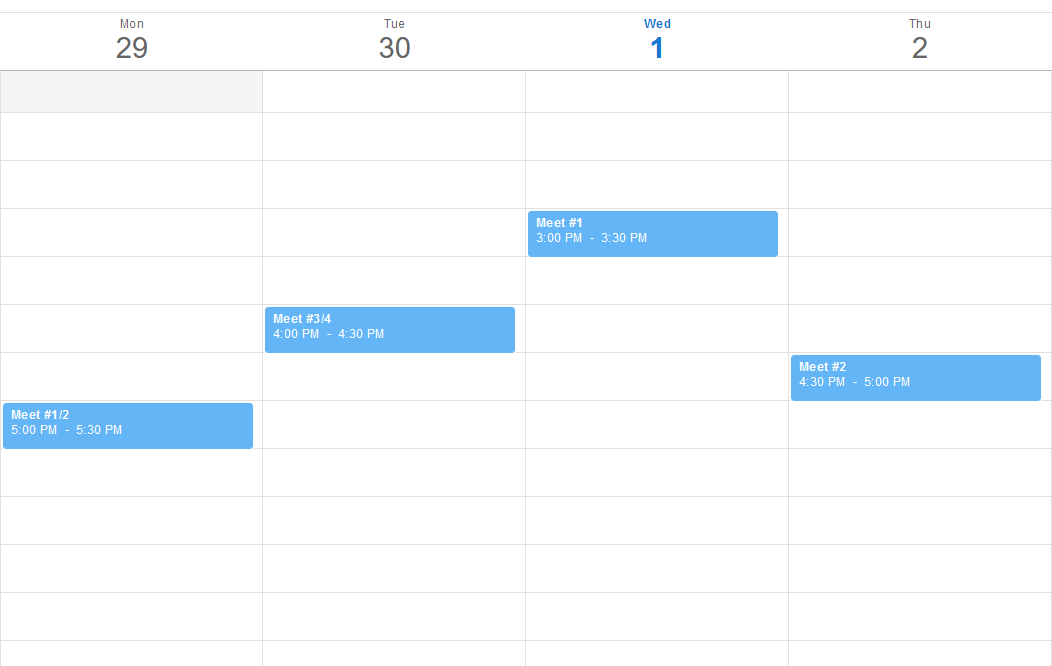 Mon
29
Tue
30
Wed
1
Thu
2
Meet #1
3:00 PM - 3:30 PM
Meet #3/4
4:00 PM - 4:30 PM
Meet #2
4:30 PM - 5:00 PM
Meet #1/2
5:00 PM - 5:30 PM